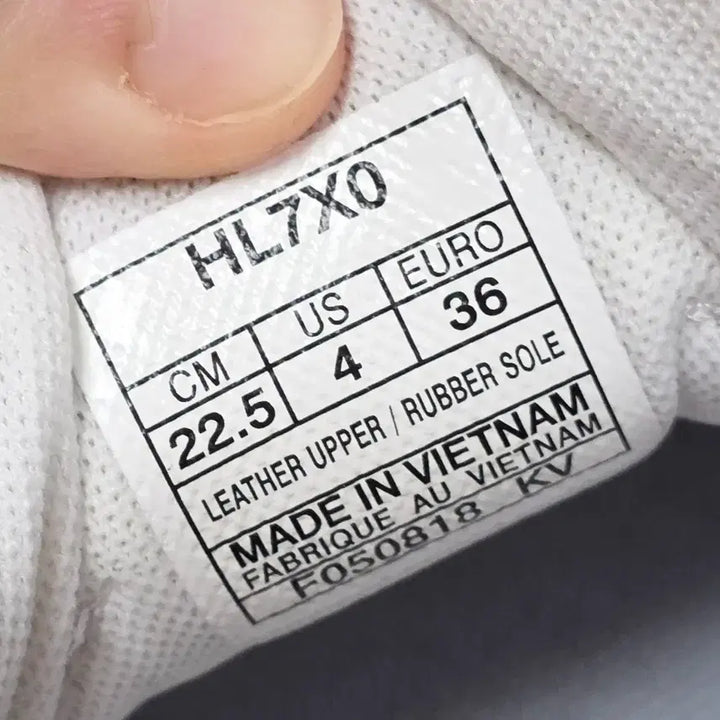 HL7X0
CM US EURO
22.5 4 36
LEATHER UPPER / RUBBER SOLE
MADE IN VIETNAM
FABRIQUE AU VIETNAM
F050818 KV